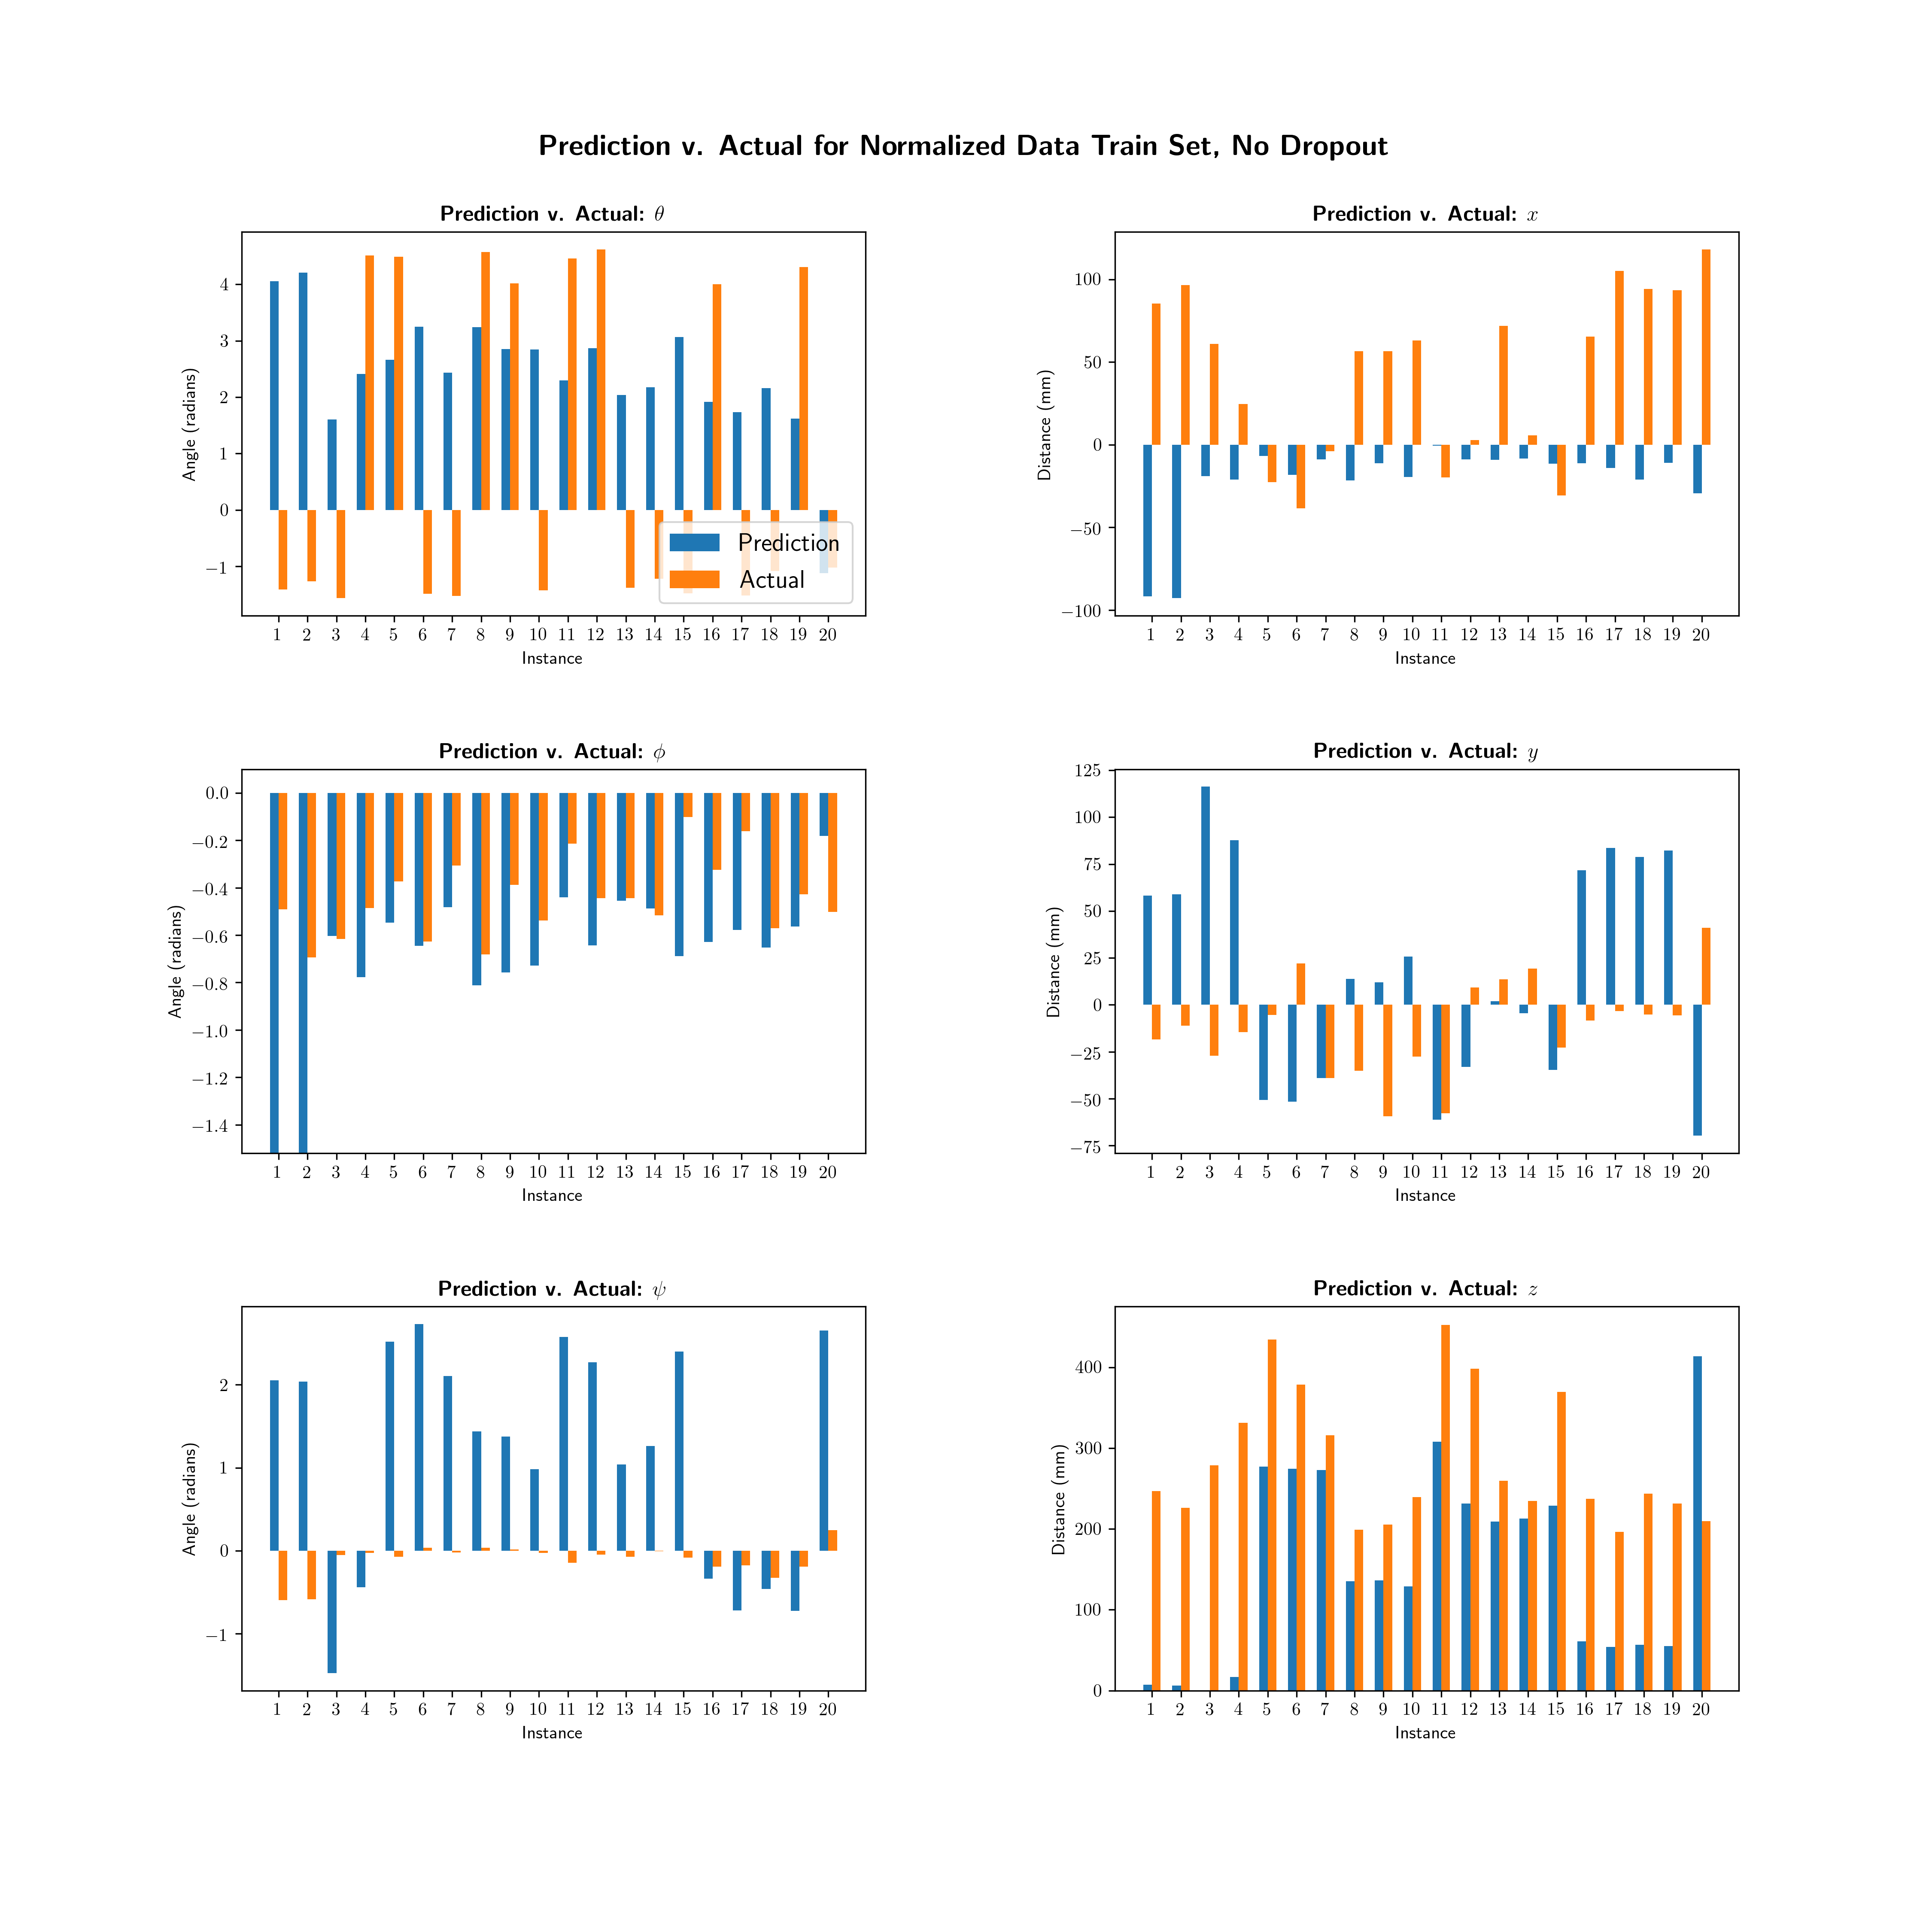 Prediction v. Actual for Normalized Data Train Set, No Dropout
Prediction v. Actual: θ
4
3
2
1
0
−1
Angle (radians)
Prediction
Actual
1 2 3 4 5 6 7 8 9 10 11 12 13 14 15 16 17 18 19 20
Instance
Prediction v. Actual: x
100
50
0
−50
−100
Distance (mm)
1 2 3 4 5 6 7 8 9 10 11 12 13 14 15 16 17 18 19 20
Instance
Prediction v. Actual: ϕ
0.0
−0.2
−0.4
−0.6
−0.8
−1.0
−1.2
−1.4
Angle (radians)
1 2 3 4 5 6 7 8 9 10 11 12 13 14 15 16 17 18 19 20
Instance
Prediction v. Actual: y
125
100
75
50
25
0
−25
−50
−75
Distance (mm)
1 2 3 4 5 6 7 8 9 10 11 12 13 14 15 16 17 18 19 20
Instance
Prediction v. Actual: ψ
2
1
0
−1
Angle (radians)
1 2 3 4 5 6 7 8 9 10 11 12 13 14 15 16 17 18 19 20
Instance
Prediction v. Actual: z
400
300
200
100
0
Distance (mm)
1 2 3 4 5 6 7 8 9 10 11 12 13 14 15 16 17 18 19 20
Instance